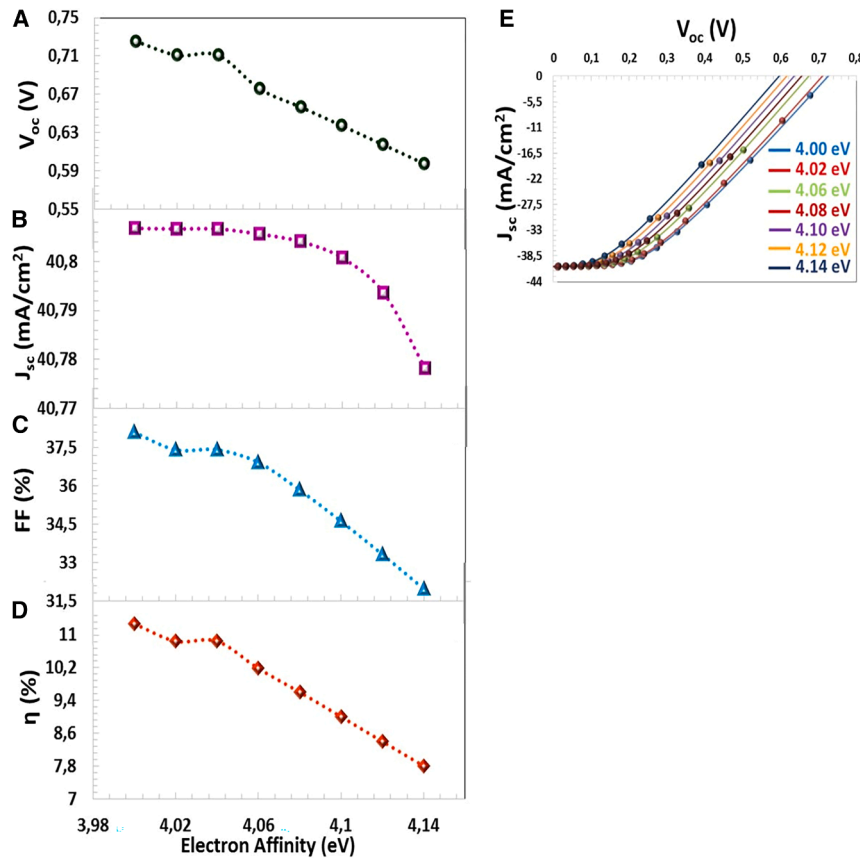 A
0,75
0,71
0,67
0,63
0,59
0,55
Voc (V)
B
40,8
40,79
40,78
40,77
Jsc (mA/cm²)
C
37,5
36
34,5
33
31,5
FF (%)
D
11
10,2
9,4
8,6
7,8
7
η (%)
3,98 4,02 4,06 4,1 4,14
Electron Affinity (eV)
E
Voc (V)
0 0,1 0,2 0,3 0,4 0,5 0,6 0,7 0,8
0
-5,5
-11
-16,5
-22
-27,5
-33
-38,5
-44
Jsc (mA/cm²)
4.00 eV
4.02 eV
4.06 eV
4.08 eV
4.10 eV
4.12 eV
4.14 eV